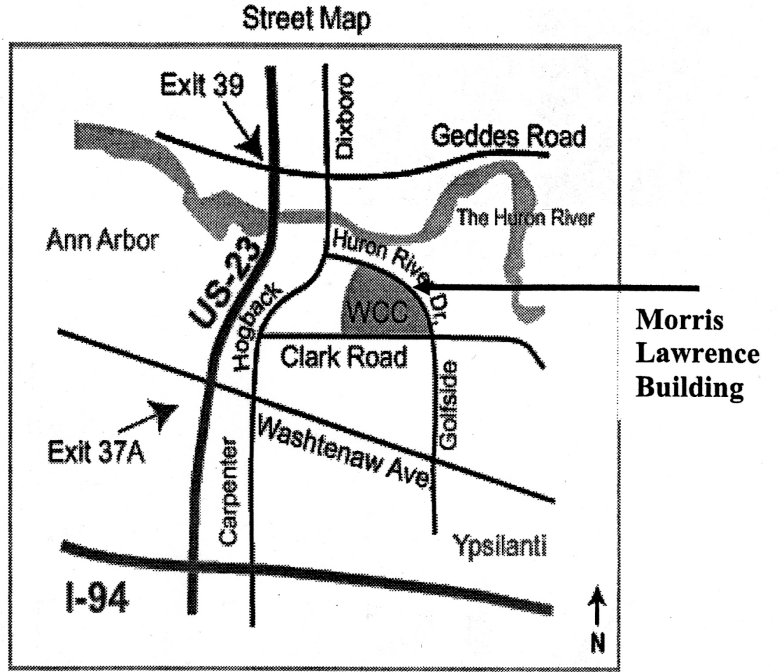 Street Map
Exit 39
Dixboro
Geddes Road
The Huron River
Ann Arbor
US-23
Huron River Dr.
Hogback
WCC
Morris
Lawrence
Building
Clark Road
Golfside
Exit 37A
Washtenaw Ave.
Carpenter
Ypsilanti
I-94
N